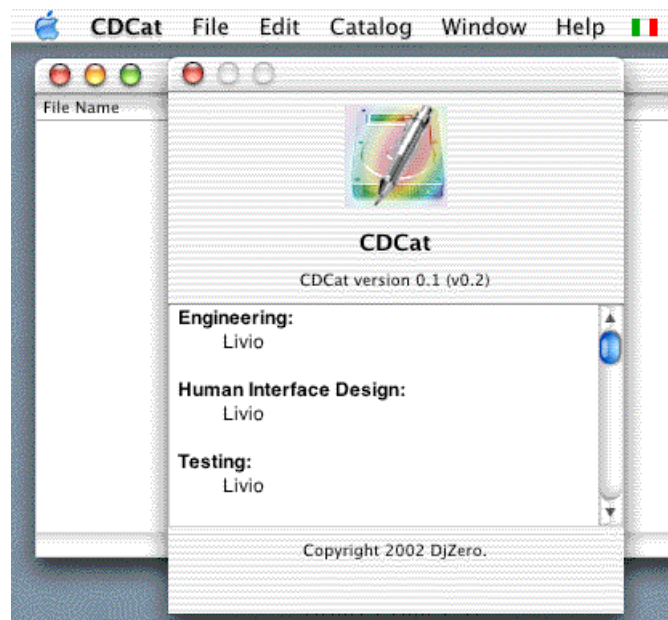 CDCat File Edit Catalog Window Help
File Name
CDCat
CDCat version 0.1 (v0.2)
Engineering:
Livio
Human Interface Design:
Livio
Testing:
Livio
Copyright 2002 DjZero.